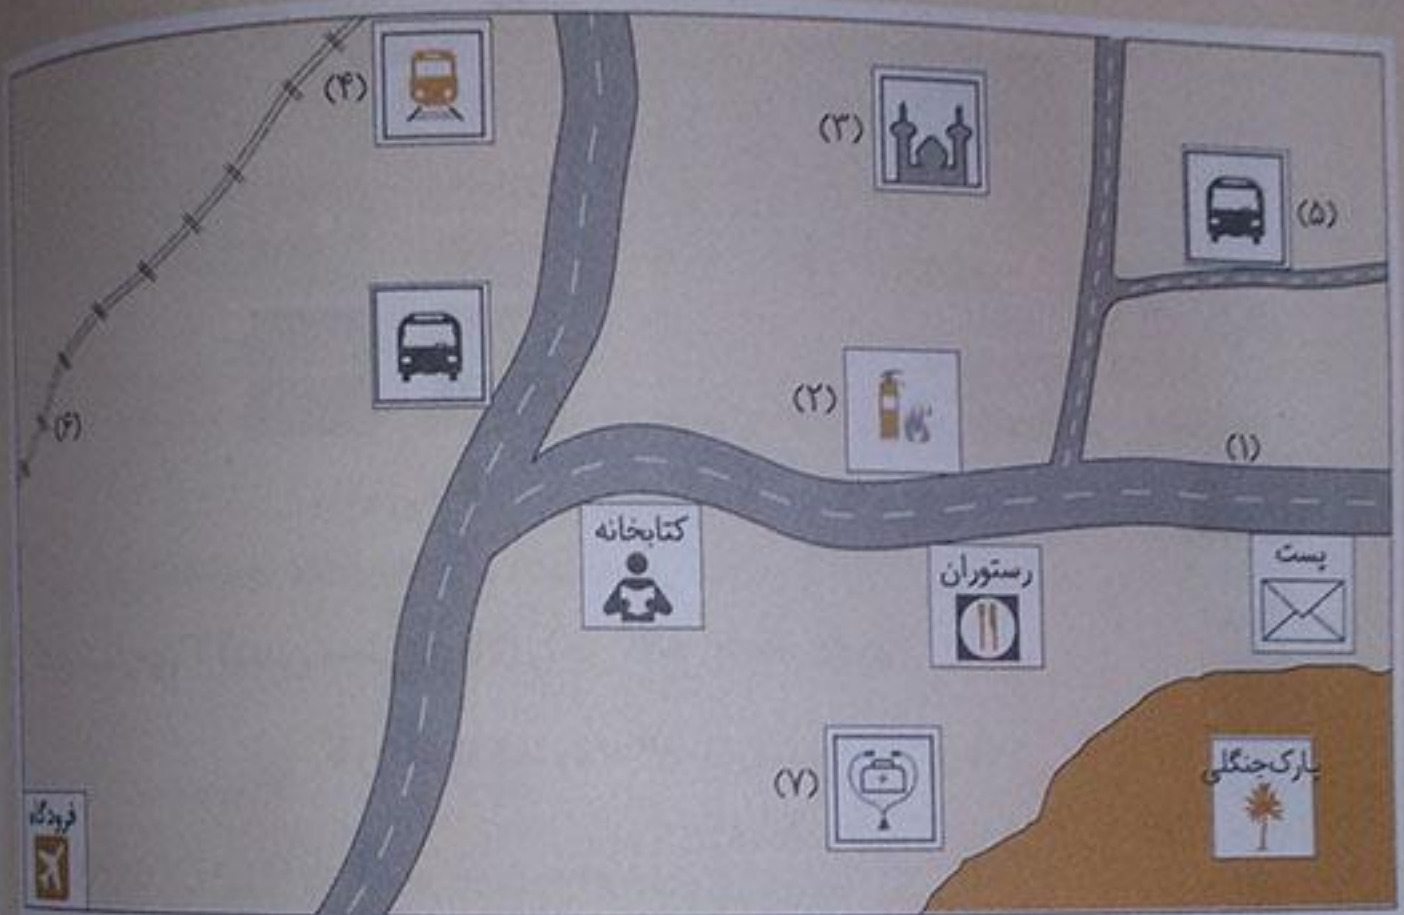 (۴)
(۳)
(۵)
(۲)
(۶)
(۱)
کتابخانه
رستوران
پست
(۷)
پارک‌جنگلی
فرودگاه